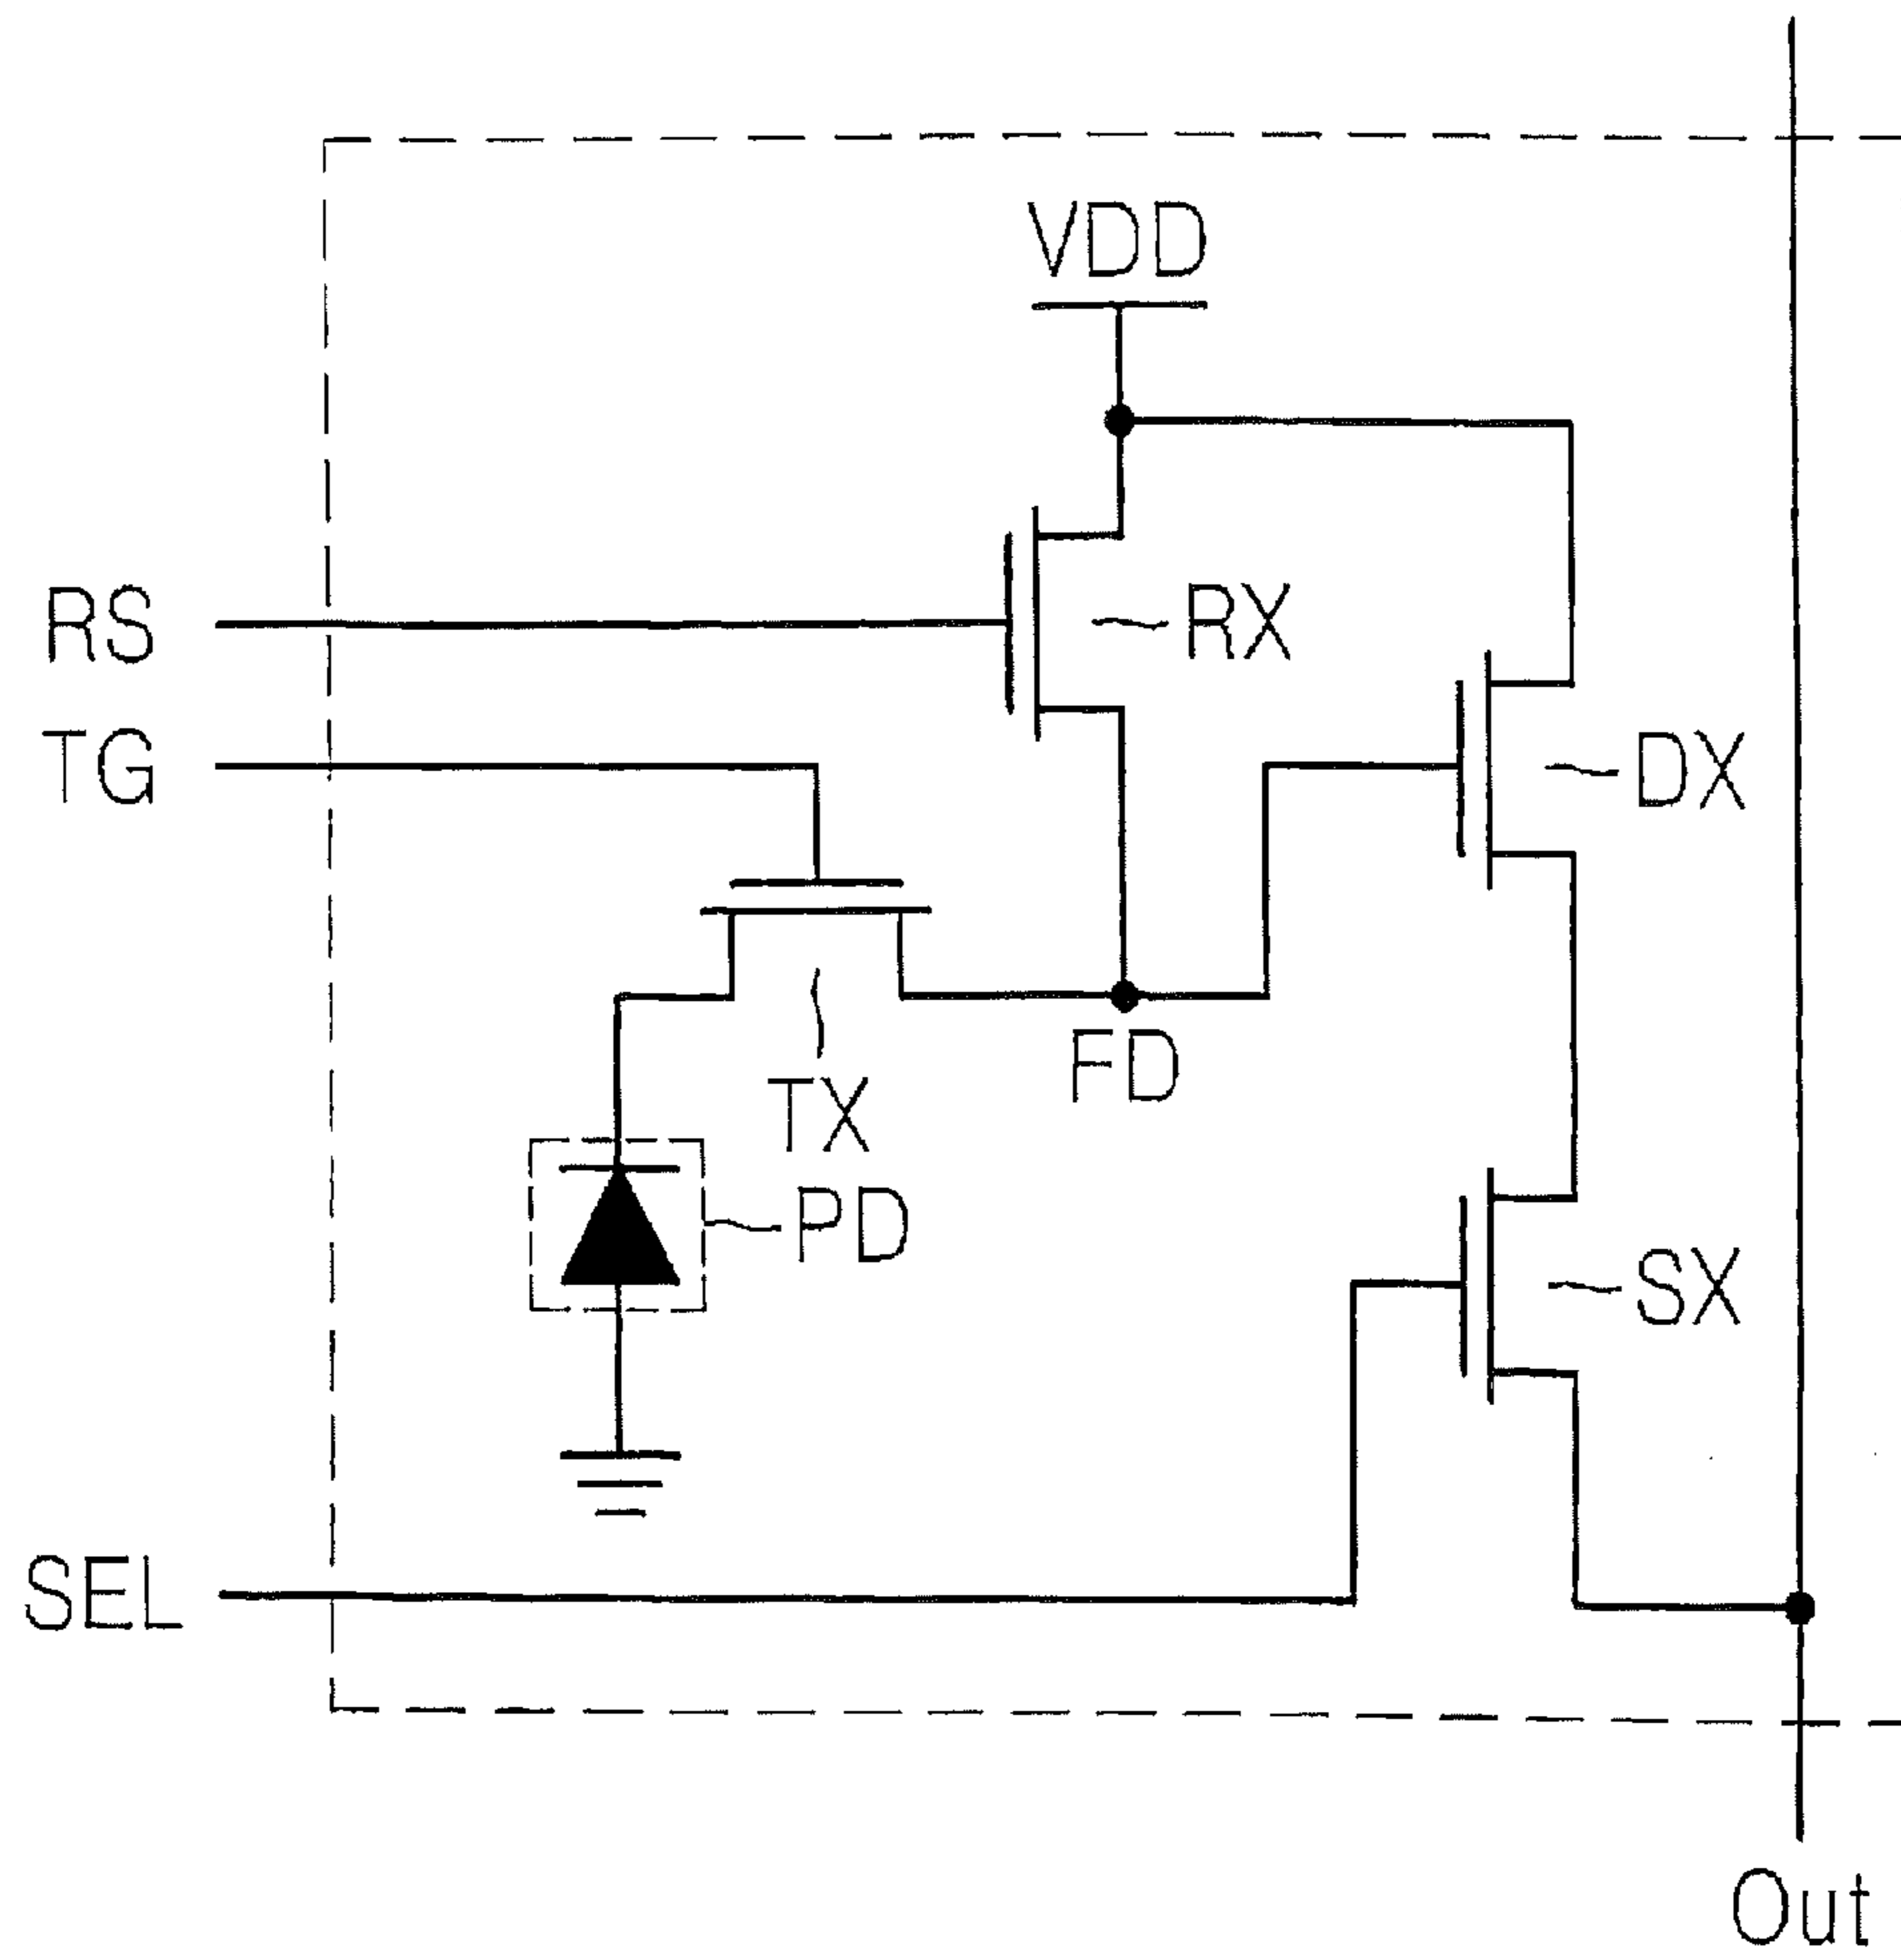 VDD
RS
RX
TG
DX
FD
TX
PD
SX
SEL
Out